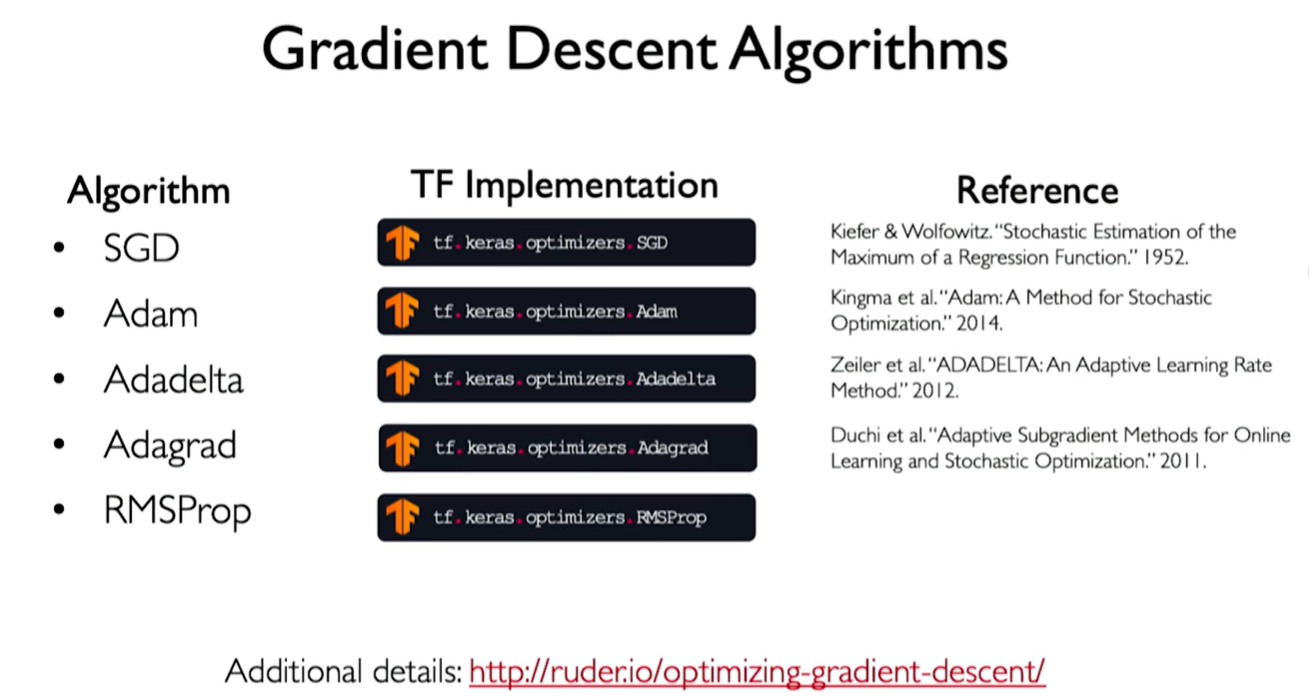 Gradient Descent Algorithms
Algorithm
TF Implementation
Reference
• SGD
tf.keras.optimizers.SGD
Kiefer & Wolfowitz. “Stochastic Estimation of the
Maximum of a Regression Function.” 1952.
• Adam
tf.keras.optimizers.Adam
Kingma et al. “Adam: A Method for Stochastic
Optimization.” 2014.
• Adadelta
tf.keras.optimizers.Adadelta
Zeiler et al. “ADADELTA: An Adaptive Learning Rate
Method.” 2012.
• Adagrad
tf.keras.optimizers.Adagrad
Duchi et al. “Adaptive Subgradient Methods for Online
Learning and Stochastic Optimization.” 2011.
• RMSProp
tf.keras.optimizers.RMSProp
Additional details: http://ruder.io/optimizing-gradient-descent/